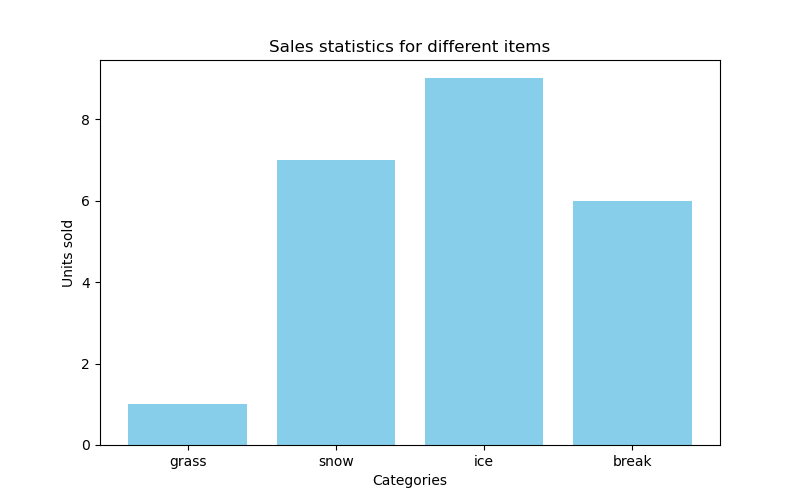 Sales statistics for different items
Units sold
8
6
4
2
0
grass snow ice break
Categories